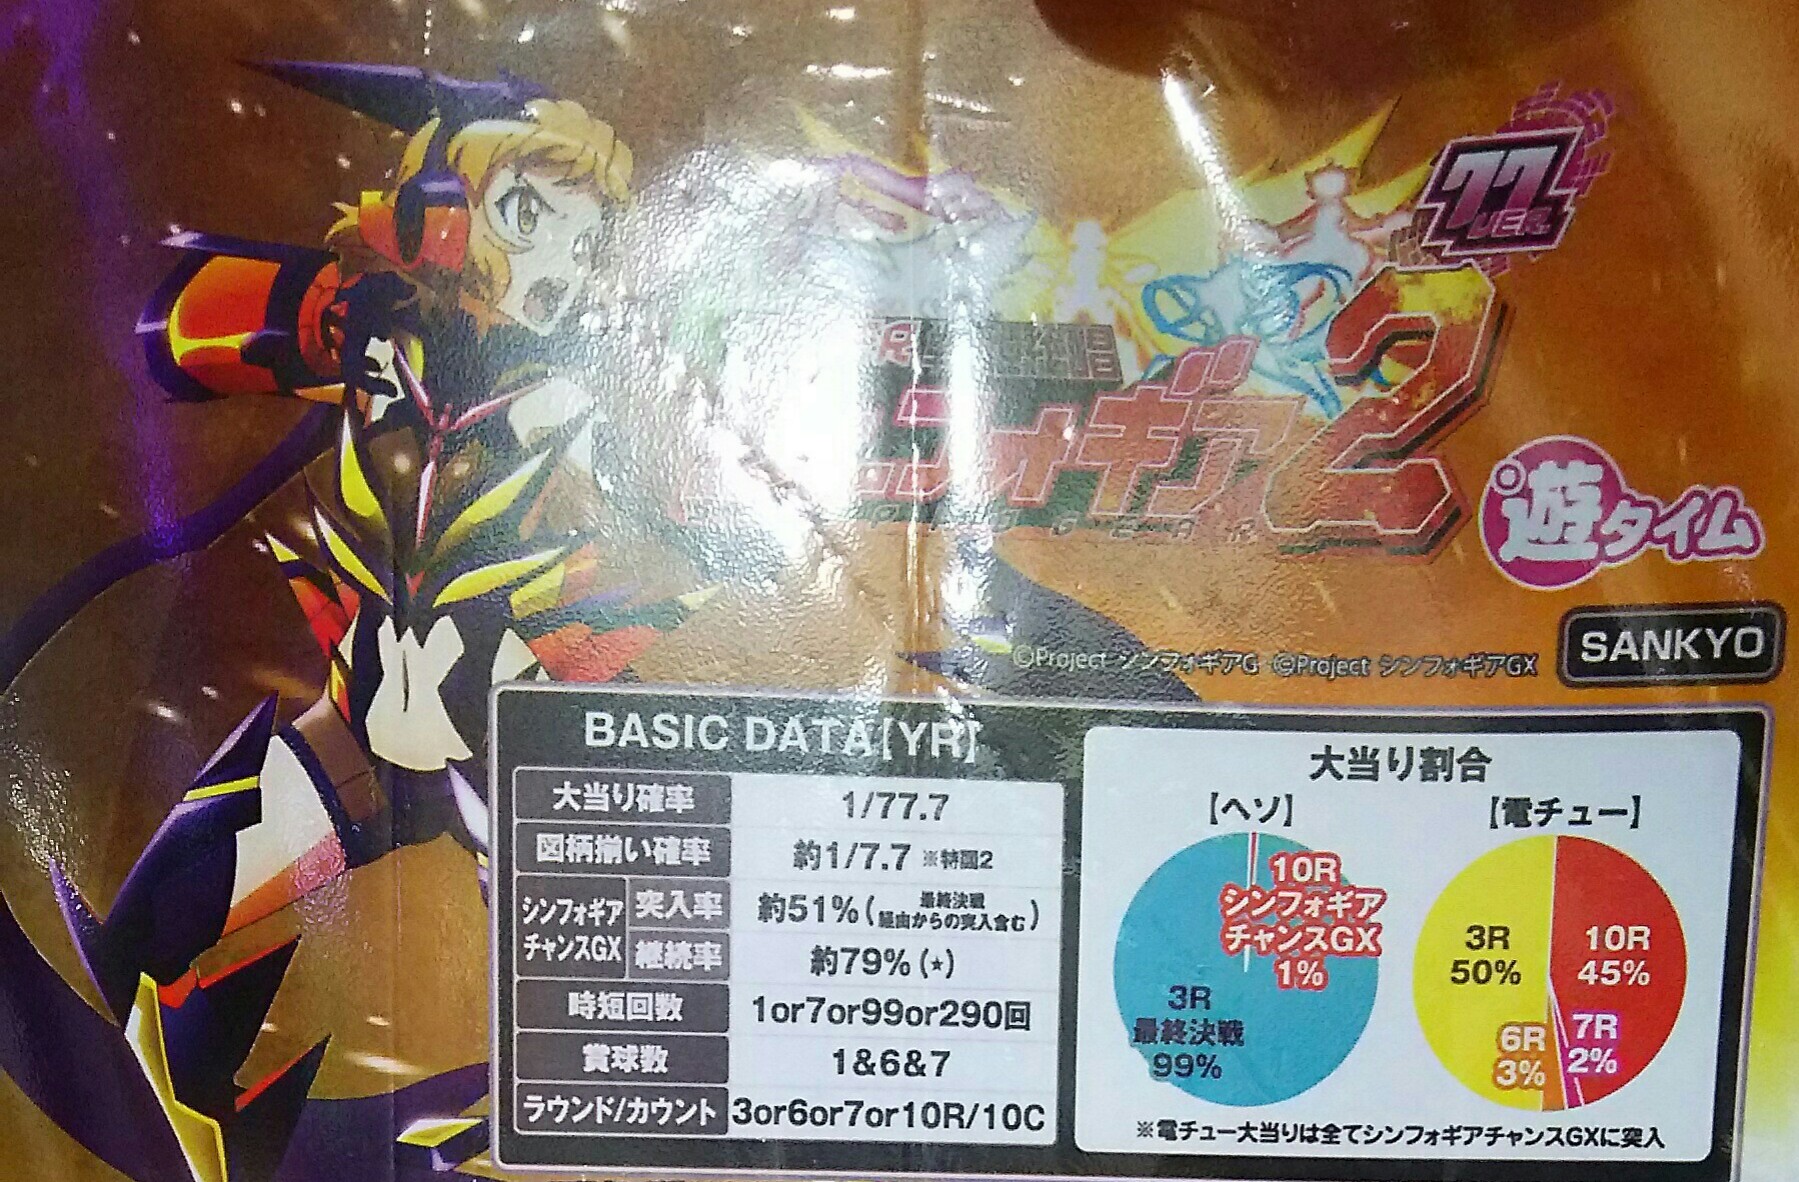 77
VER.
シンフォギア2
遊タイム
©Project シンフォギアG ©Project シンフォギアGX
SANKYO
BASIC DATA【YR】
大当り確率 1/77.7
図柄揃い確率 約1/7.7 ※特図2
シンフォギアチャンスGX 突入率 約51%(最終決戦経由からの突入含む)
継続率 約79%(★)
時短回数 1or7or99or290回
賞球数 1&6&7
ラウンド/カウント 3or6or7or10R/10C
大当り割合
【ヘソ】
10R
シンフォギア
チャンスGX
1%
3R
最終決戦
99%
【電チュー】
3R
50%
10R
45%
6R
3%
7R
2%
※電チュー大当りは全てシンフォギアチャンスGXに突入